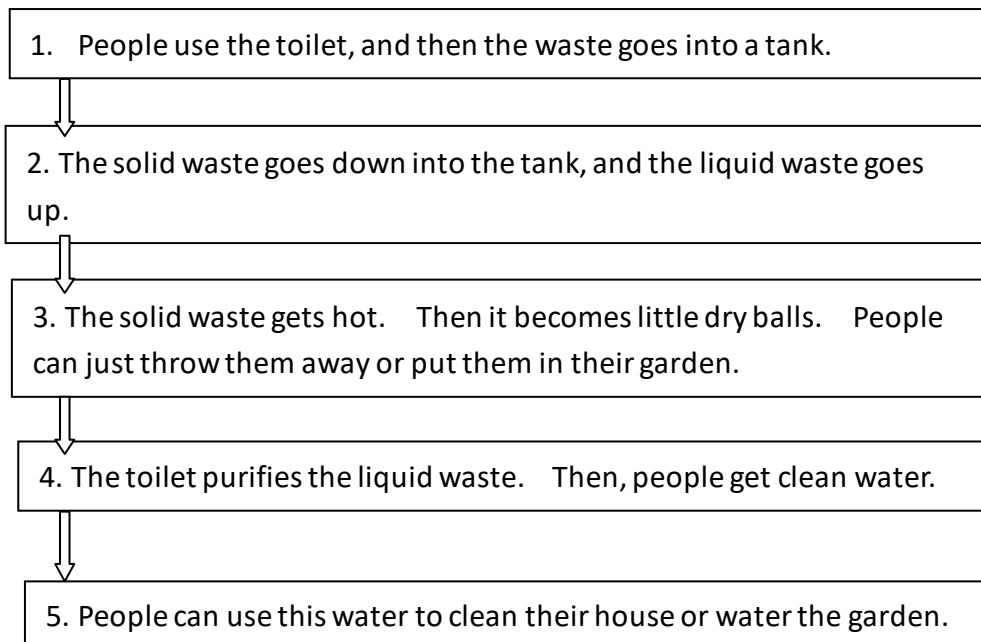 1. People use the toilet, and then the waste goes into a tank.
2. The solid waste goes down into the tank, and the liquid waste goes
up.
3. The solid waste gets hot. Then it becomes little dry balls. People
can just throw them away or put them in their garden.
4. The toilet purifies the liquid waste. Then, people get clean water.
5. People can use this water to clean their house or water the garden.